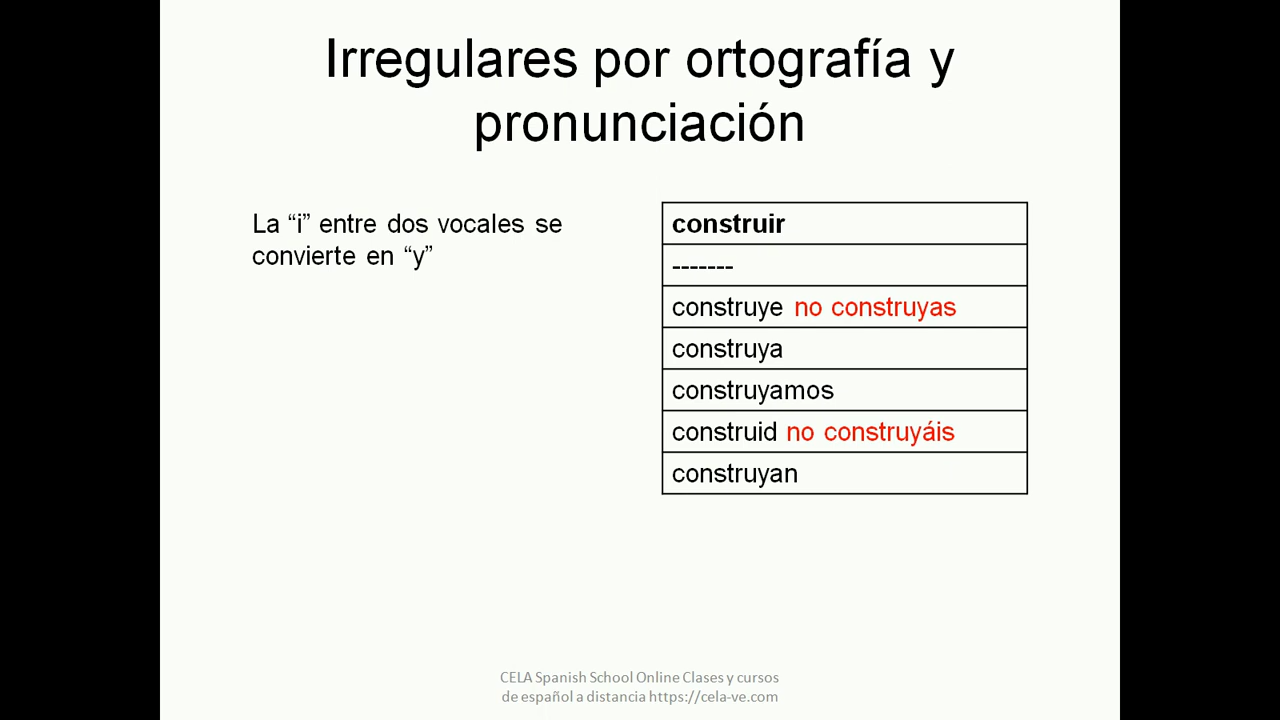 Irregulares por ortografía y
pronunciación
La “i” entre dos vocales se
convierte en “y”
construir
-------
construye no construyas
construya
construyamos
construid no construyáis
construyan
CELA Spanish School Online Clases y cursos
de español a distancia https://cela-ve.com